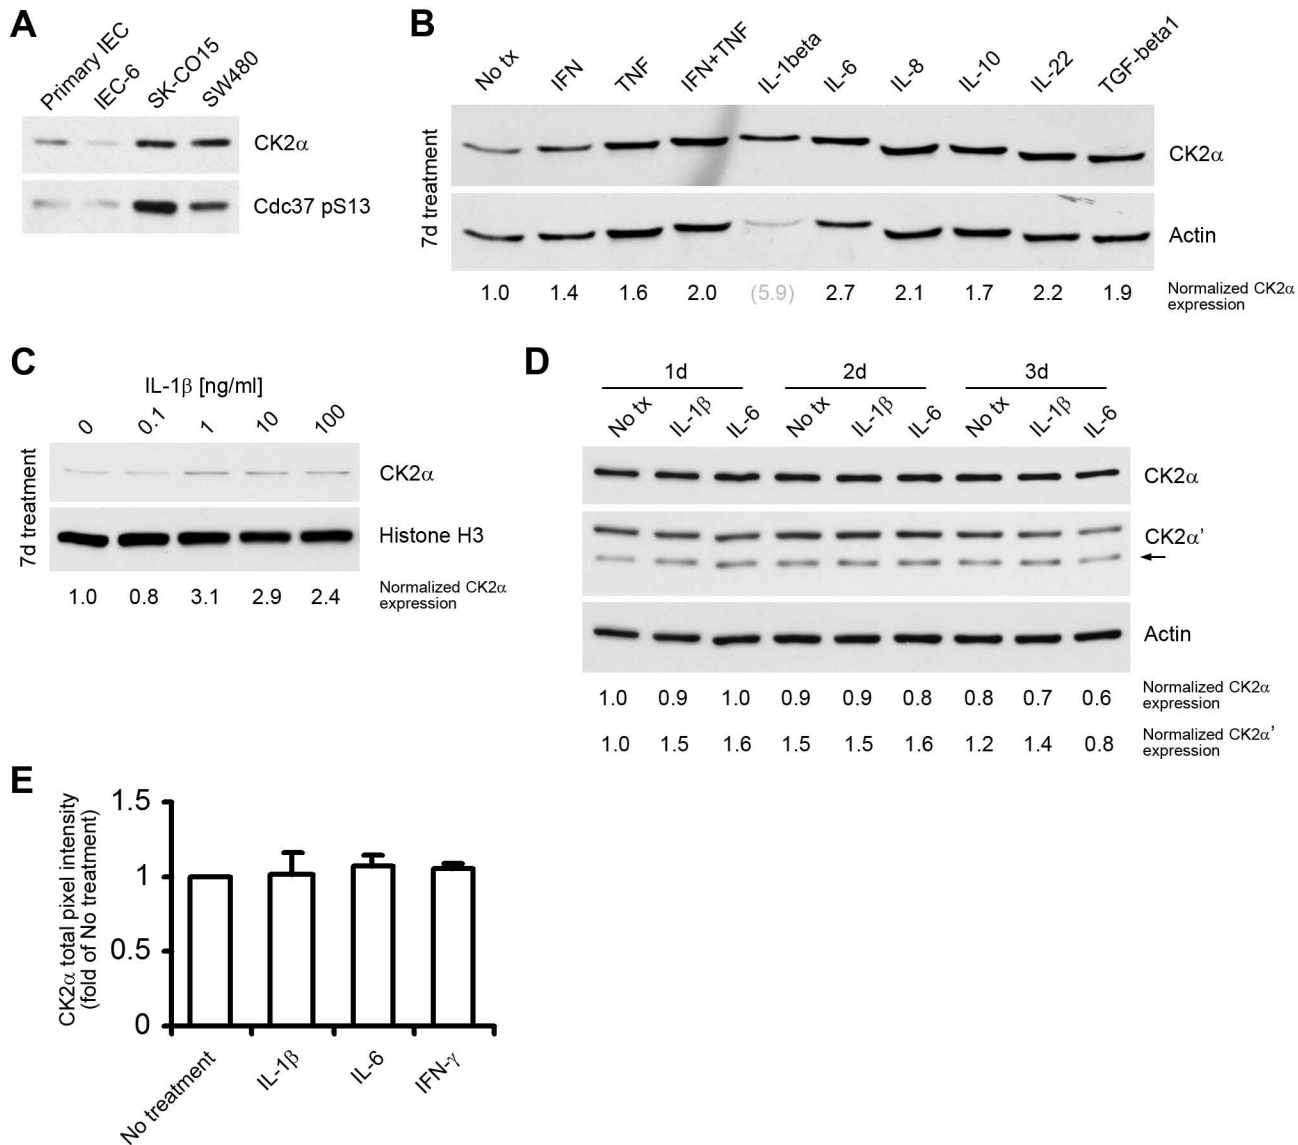 A
Primary IEC
IEC-6
SK-CO15
SW480
CK2α
Cdc37 pS13
B
No tx
IFN
TNF
IFN+TNF
IL-1beta
IL-6
IL-8
IL-10
IL-22
TGF-beta1
7d treatment
CK2α
Actin
1.0 1.4 1.6 2.0 (5.9) 2.7 2.1 1.7 2.2 1.9
Normalized CK2α
expression
C
IL-1β [ng/ml]
0 0.1 1 10 100
7d treatment
CK2α
Histone H3
1.0 0.8 3.1 2.9 2.4
Normalized CK2α
expression
D
1d 2d 3d
No tx IL-1β IL-6 No tx IL-1β IL-6 No tx IL-1β IL-6
CK2α
CK2α’
Actin
1.0 0.9 1.0 0.9 0.9 0.8 0.8 0.7 0.6
Normalized CK2α
expression
1.0 1.5 1.6 1.5 1.5 1.6 1.2 1.4 0.8
Normalized CK2α’
expression
E
CK2α total pixel intensity
(fold of No treatment)
1.5
1
0.5
0
No treatment
IL-1β
IL-6
IFN-γ